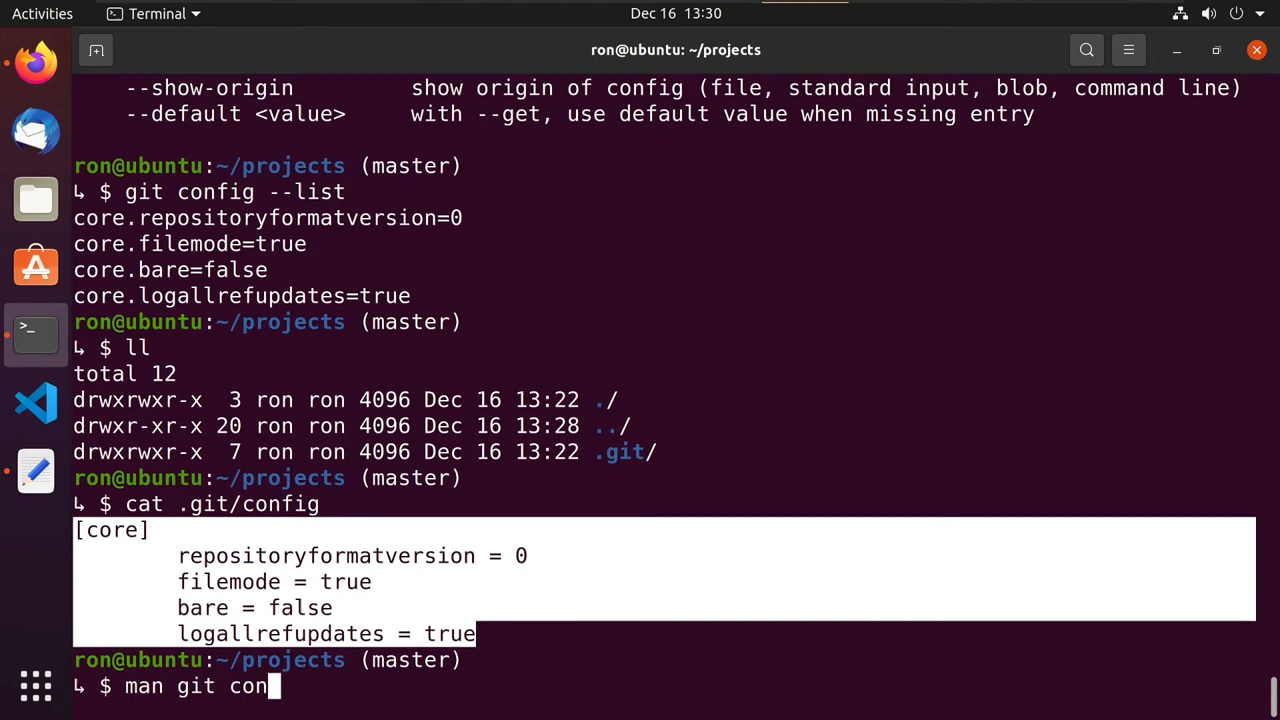 Activities
Terminal
Dec 16 13:30
ron@ubuntu: ~/projects
--show-origin show origin of config (file, standard input, blob, command line)
--default <value> with --get, use default value when missing entry
ron@ubuntu:~/projects (master)
↳ $ git config --list
core.repositoryformatversion=0
core.filemode=true
core.bare=false
core.logallrefupdates=true
ron@ubuntu:~/projects (master)
↳ $ ll
total 12
drwxrwxr-x  3 ron ron 4096 Dec 16 13:22 ./
drwxr-xr-x 20 ron ron 4096 Dec 16 13:28 ../
drwxrwxr-x  7 ron ron 4096 Dec 16 13:22 .git/
ron@ubuntu:~/projects (master)
↳ $ cat .git/config
[core]
repositoryformatversion = 0
filemode = true
bare = false
logallrefupdates = true
ron@ubuntu:~/projects (master)
↳ $ man git con